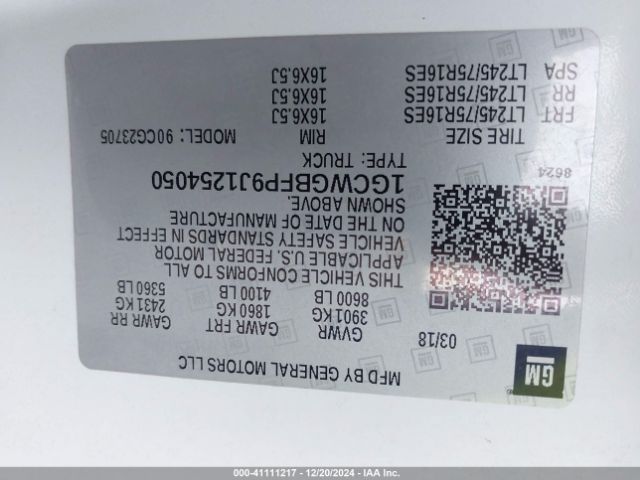 GM
MFD BY GENERAL MOTORS LLC
03/18
GVWR
GAWR FRT
GAWR RR
3901 KG
1860 KG
2431 KG
8600 LB
4100 LB
5360 LB
THIS VEHICLE CONFORMS TO ALL
APPLICABLE U.S. FEDERAL MOTOR
VEHICLE SAFETY STANDARDS IN EFFECT
ON THE DATE OF MANUFACTURE
SHOWN ABOVE.
1GCWGBFP9J1254050
8624
TYPE: TRUCK
MODEL: 90CG23705
TIRE SIZE
RIM
FRT LT245/75R16ES
16X6.5J
RR LT245/75R16ES
16X6.5J
SPA LT245/75R16ES
16X6.5J
000-41111217 - 12/20/2024 - IAA Inc.